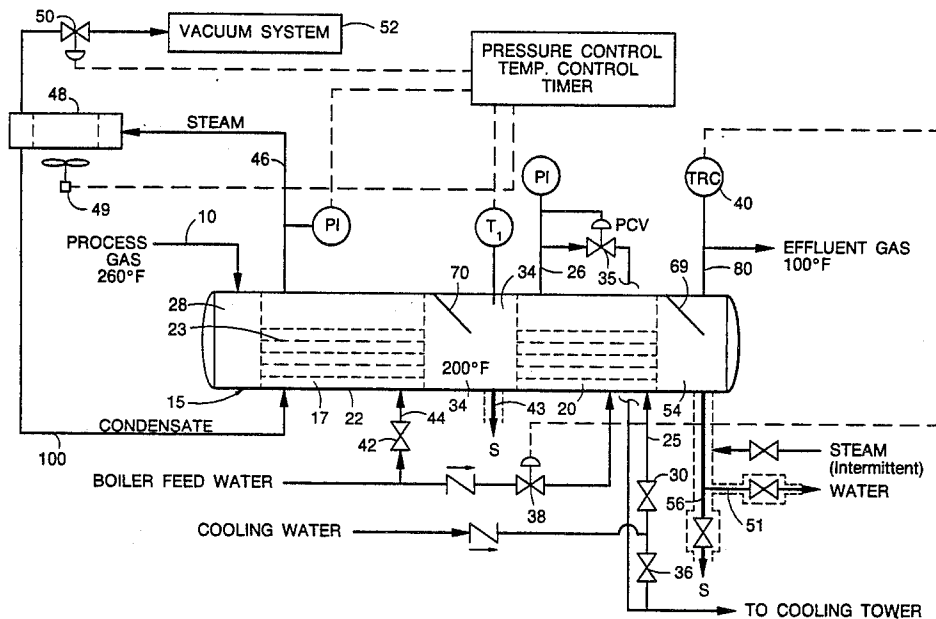 50
VACUUM SYSTEM
52
PRESSURE CONTROL
TEMP. CONTROL
TIMER
48
STEAM
46
49
PI
T1
PI
PCV
35
TRC
40
10
PROCESS
GAS
260°F
EFFLUENT GAS
100°F
80
28
23
70
34
26
69
200°F
15
17
22
44
34
43
20
54
CONDENSATE
42
S
25
100
STEAM
(Intermittent)
BOILER FEED WATER
38
30
56
WATER
51
COOLING WATER
36
S
TO COOLING TOWER